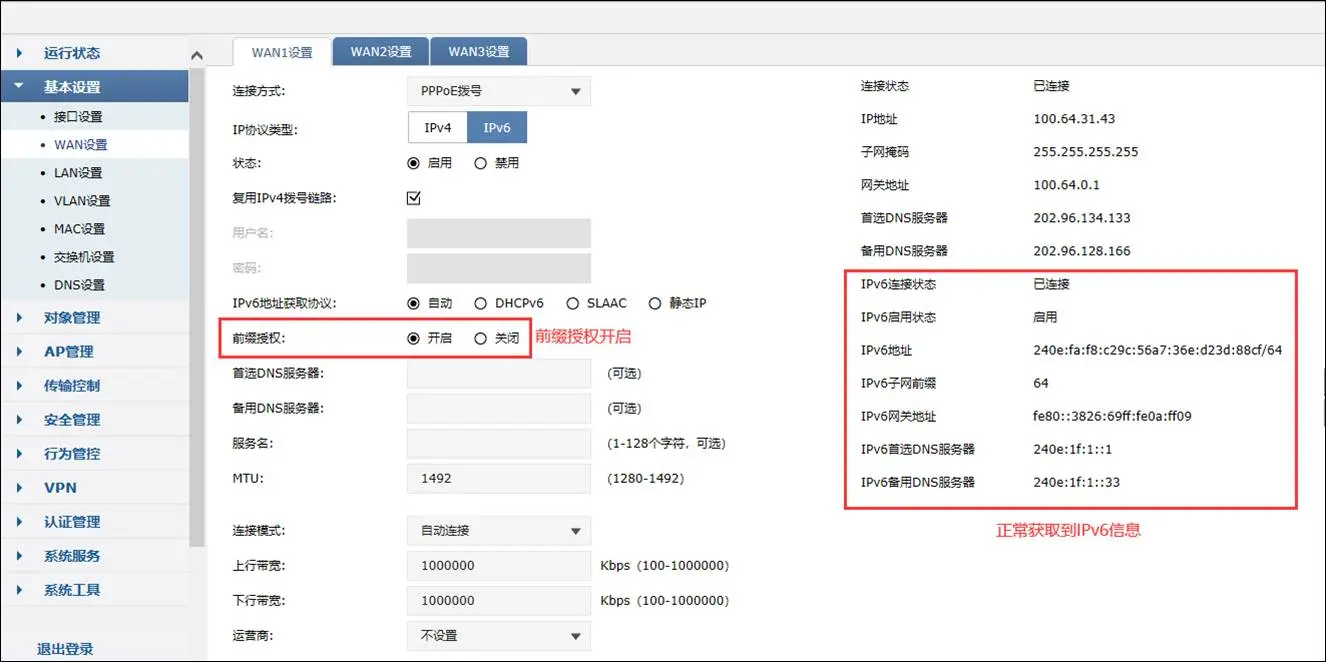 WAN1设置 WAN2设置 WAN3设置
运行状态
基本设置
接口设置
WAN设置
LAN设置
VLAN设置
MAC设置
交换机设置
DNS设置
对象管理
AP管理
传输控制
安全管理
行为管控
VPN
认证管理
系统服务
系统工具
退出登录
连接方式: PPPoE拨号
IP协议类型: IPv4 IPv6
状态: 启用 禁用
复用IPv4拨号链路:
用户名:
密码:
IPv6地址获取协议: 自动 DHCPv6 SLAAC 静态IP
前缀授权: 开启 关闭 前缀授权开启
首选DNS服务器: (可选)
备用DNS服务器: (可选)
服务名: (1-128个字符，可选)
MTU: 1492 (1280-1492)
连接模式: 自动连接
上行带宽: 1000000 Kbps (100-1000000)
下行带宽: 1000000 Kbps (100-1000000)
运营商: 不设置
连接状态 已连接
IP地址 100.64.31.43
子网掩码 255.255.255.255
网关地址 100.64.0.1
首选DNS服务器 202.96.134.133
备用DNS服务器 202.96.128.166
IPv6连接状态 已连接
IPv6启用状态 启用
IPv6地址 240e:fa:f8:c29c:56a7:36e:d23d:88cf/64
IPv6子网前缀 64
IPv6网关地址 fe80::3826:69ff:fe0a:ff09
IPv6首选DNS服务器 240e:1f:1::1
IPv6备用DNS服务器 240e:1f:1::33
正常获取到IPv6信息